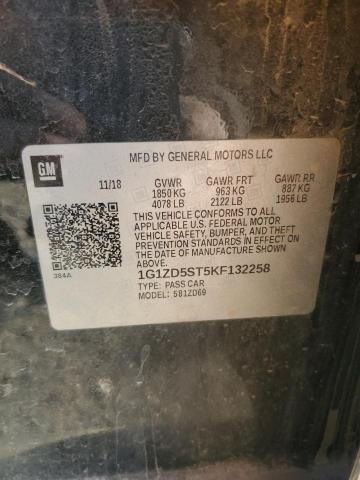 GM
MFD BY GENERAL MOTORS LLC
11/18 GVWR GAWR FRT GAWR RR
1850 KG 963 KG 887 KG
4078 LB 2122 LB 1956 LB
THIS VEHICLE CONFORMS TO ALL
APPLICABLE U.S. FEDERAL MOTOR
VEHICLE SAFETY, BUMPER, AND THEFT
PREVENTION STANDARDS IN EFFECT
ON THE DATE OF MANUFACTURE SHOWN
ABOVE.
384A
1G1ZD5ST5KF132258
TYPE: PASS CAR
MODEL: 581ZD69